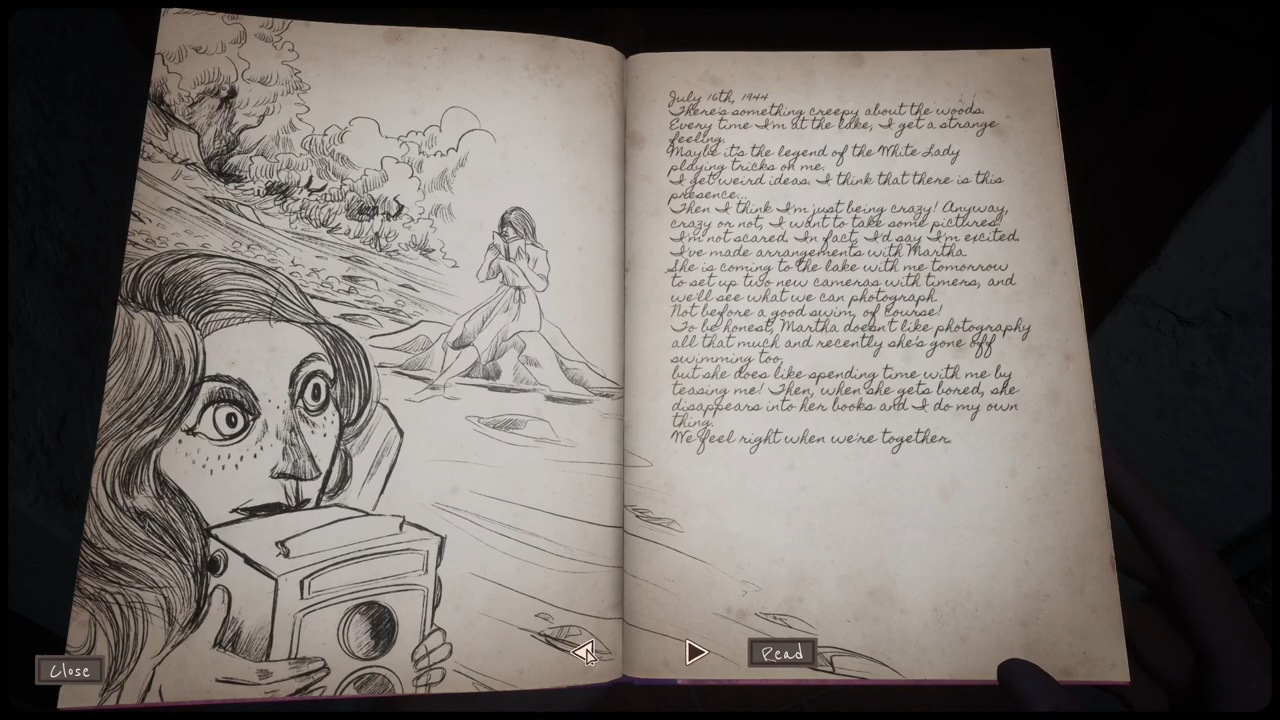 July 16th, 1944
There's something creepy about the woods.
Every time I'm at the lake, I get a strange
feeling.
Maybe it's the legend of the White Lady
playing tricks on me.
I get weird ideas. I think that there is this
presence...
Then I think I'm just being crazy! Anyway,
crazy or not, I want to take some pictures.
I'm not scared. In fact, I'd say I'm excited.
I've made arrangements with Martha.
She is coming to the lake with me tomorrow
to set up two new cameras with timers, and
we'll see what we can photograph.
Not before a good swim, of course!
To be honest, Martha doesn't like photography
all that much and recently she's gone off
swimming too,
but she does like spending time with me by
teasing me! Then, when she gets bored, she
disappears into her books and I do my own
thing.
We feel right when we're together.
Close
Read